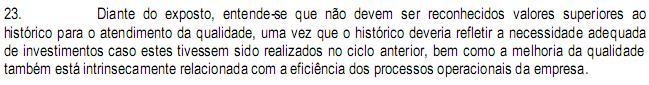 23. Diante do exposto, entende-se que não devem ser reconhecidos valores superiores ao
histórico para o atendimento da qualidade, uma vez que o histórico deveria refletir a necessidade adequada
de investimentos caso estes tivessem sido realizados no ciclo anterior, bem como a melhoria da qualidade
também está intrinsecamente relacionada com a eficiência dos processos operacionais da empresa.